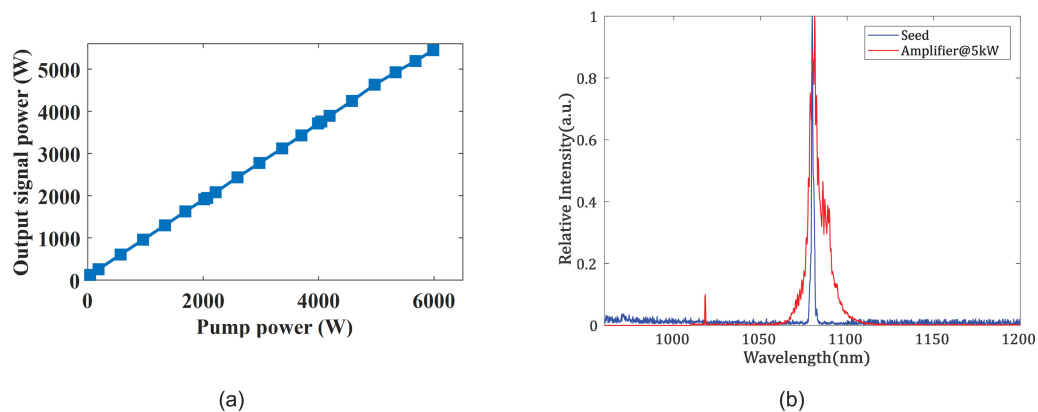 (a)
Output signal power (W)
5000
4000
3000
2000
1000
0
0 2000 4000 6000
Pump power (W)
(b)
Relative Intensity(a.u.)
1
0.8
0.6
0.4
0.2
0
Seed
Amplifier@5kW
1000 1050 1100 1150 1200
Wavelength(nm)